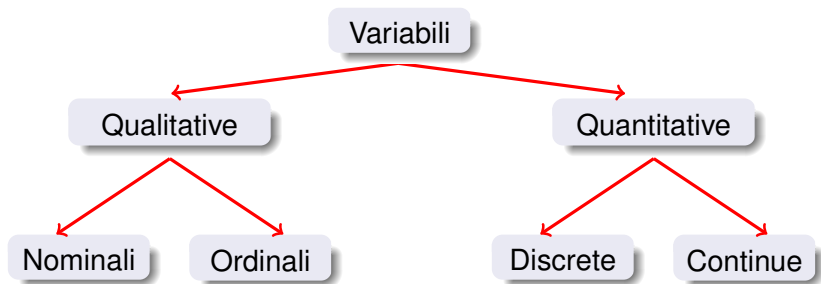 Variabili
Qualitative Quantitative
Nominali Ordinali Discrete Continue